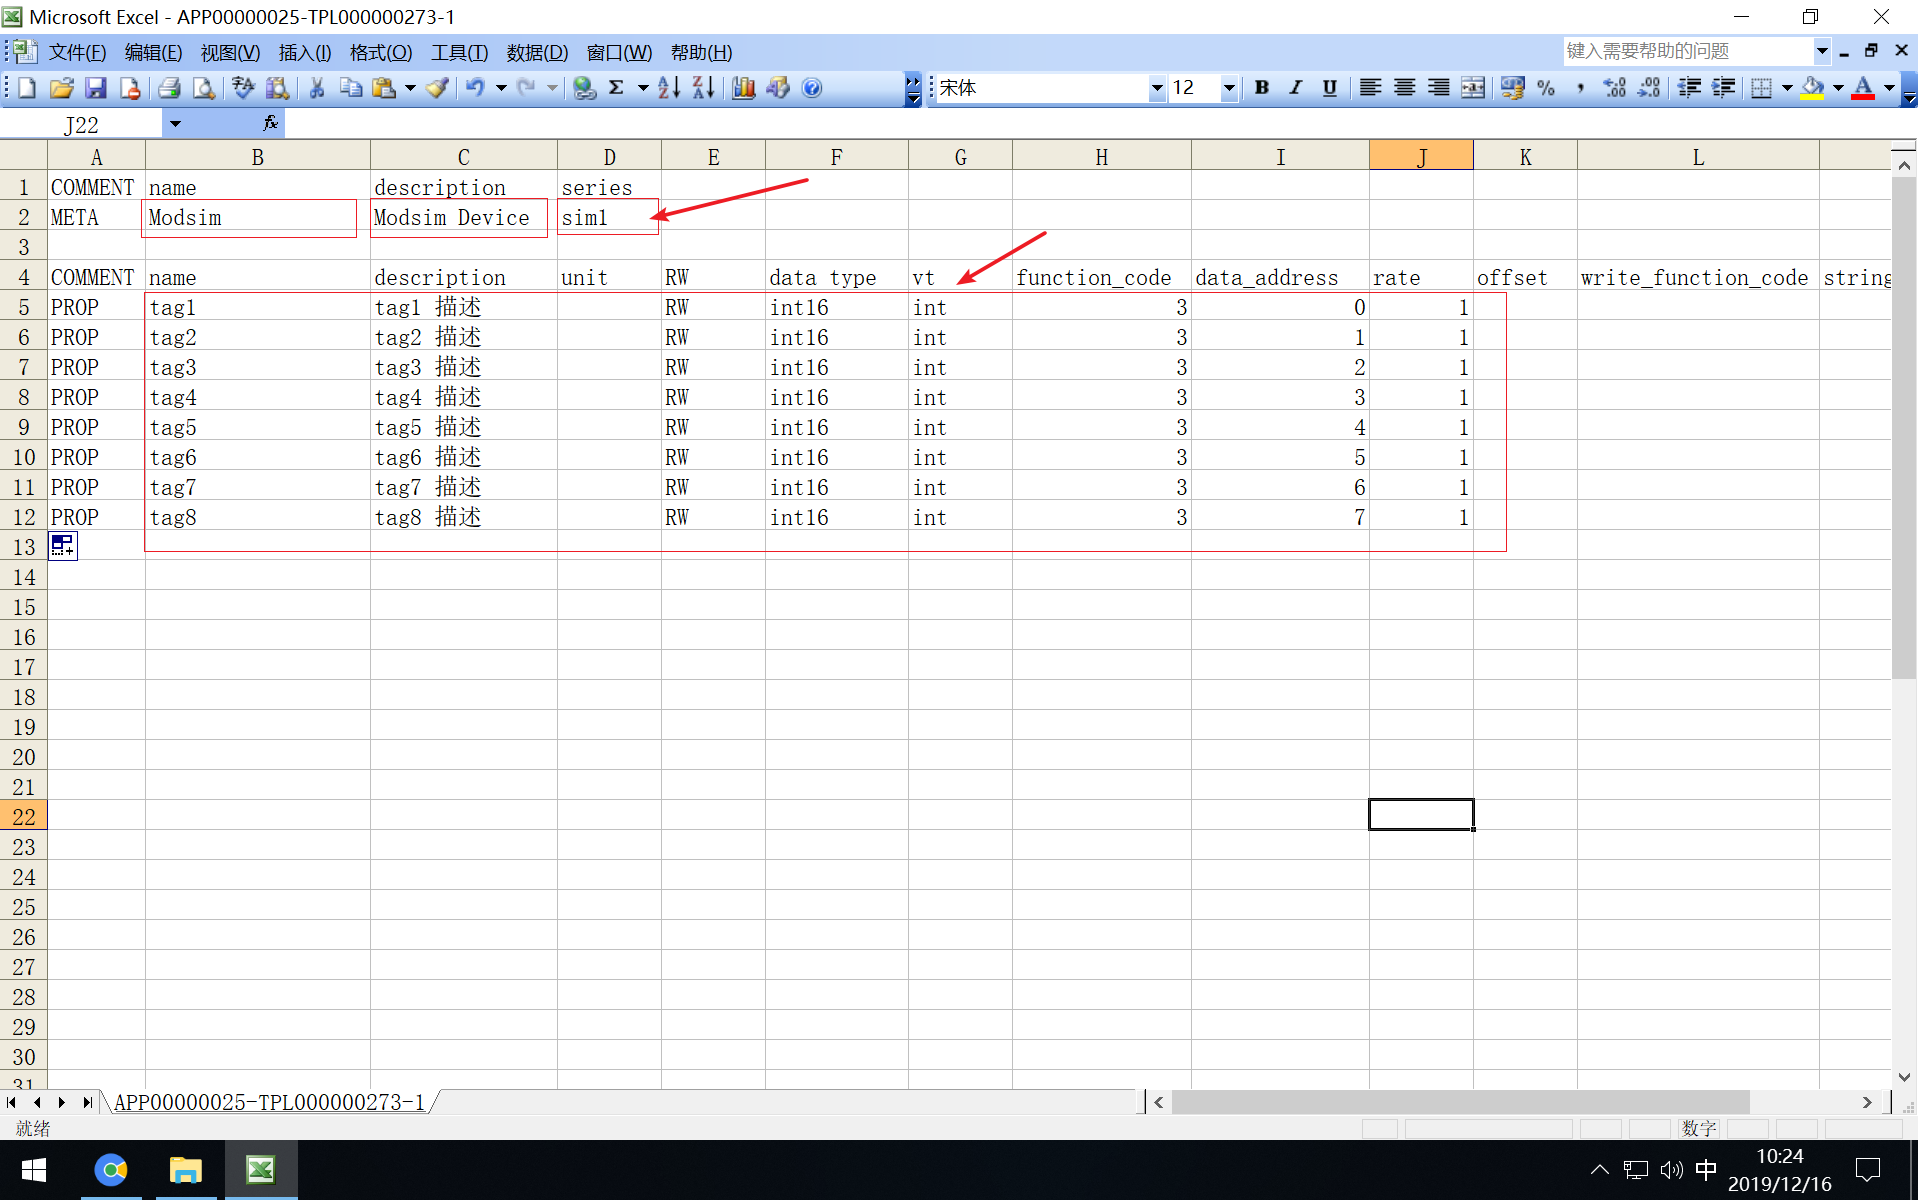 Microsoft Excel - APP00000025-TPL000000273-1
文件(F) 编辑(E) 视图(V) 插入(I) 格式(O) 工具(T) 数据(D) 窗口(W) 帮助(H) 键入需要帮助的问题
宋体 12 B I U
J22 fx
A B C D E F G H I J K L
1 COMMENT name description series
2 META Modsim Modsim Device sim1
3
4 COMMENT name description unit RW data type vt function_code data_address rate offset write_function_code string
5 PROP tag1 tag1 描述 RW int16 int 3 0 1
6 PROP tag2 tag2 描述 RW int16 int 3 1 1
7 PROP tag3 tag3 描述 RW int16 int 3 2 1
8 PROP tag4 tag4 描述 RW int16 int 3 3 1
9 PROP tag5 tag5 描述 RW int16 int 3 4 1
10 PROP tag6 tag6 描述 RW int16 int 3 5 1
11 PROP tag7 tag7 描述 RW int16 int 3 6 1
12 PROP tag8 tag8 描述 RW int16 int 3 7 1
13
14
15
16
17
18
19
20
21
22
23
24
25
26
27
28
29
30
31
APP00000025-TPL000000273-1
就绪 数字
中 10:24
2019/12/16